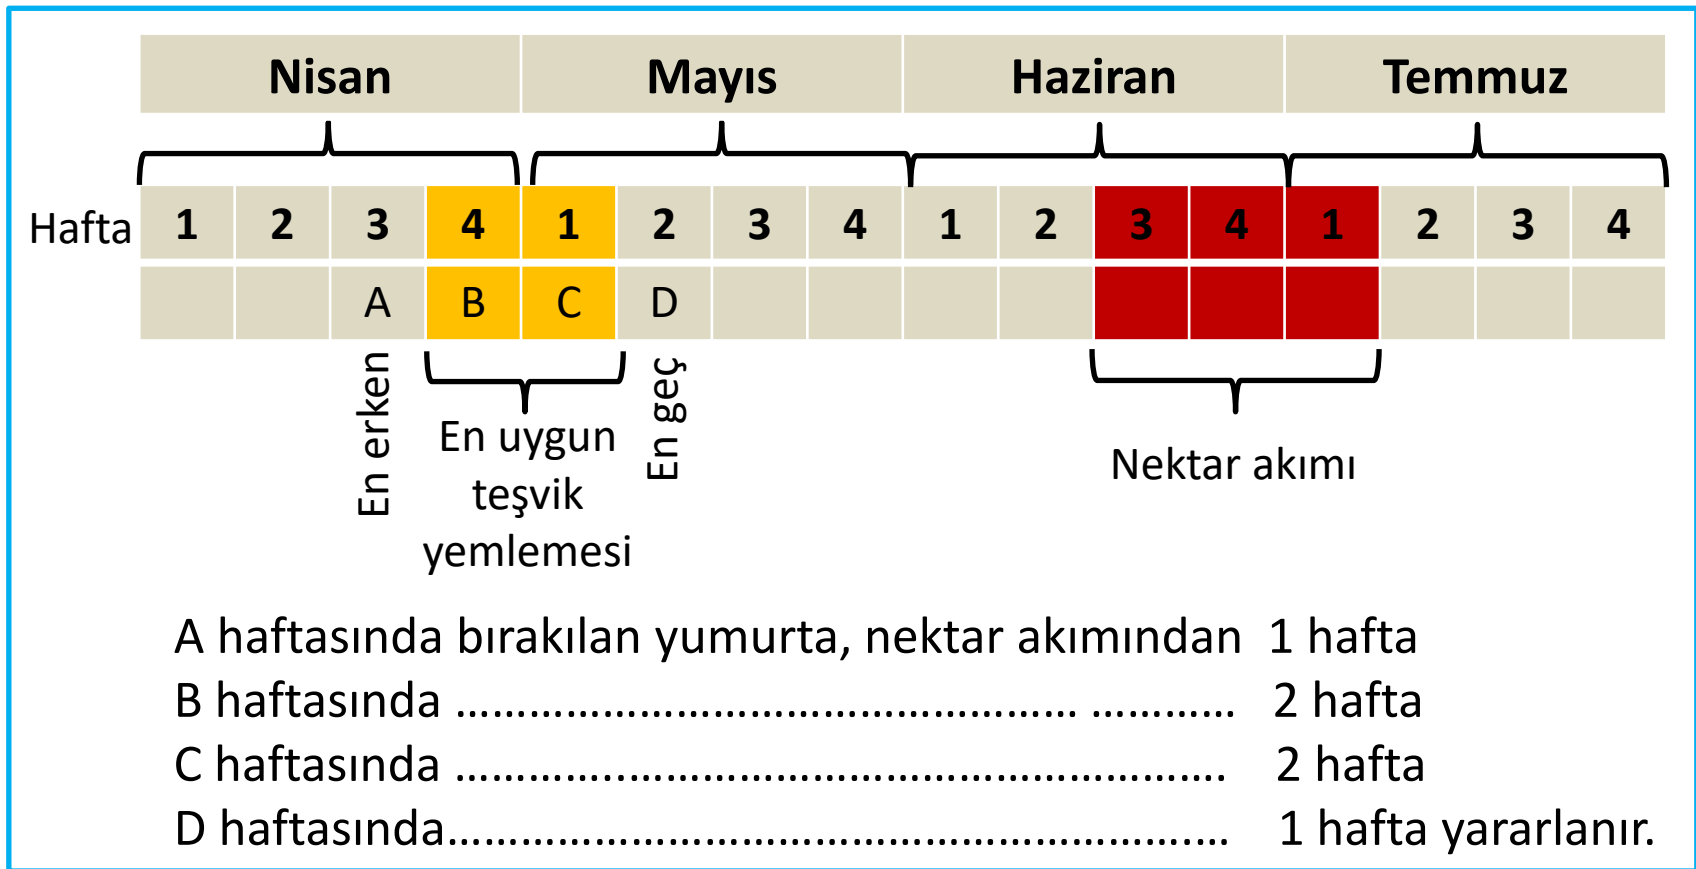 Nisan Mayıs Haziran Temmuz
Hafta 1 2 3 4 1 2 3 4 1 2 3 4 1 2 3 4
A B C D
En erken
En uygun
teşvik
yemlemesi
En geç
Nektar akımı
A haftasında bırakılan yumurta, nektar akımından 1 hafta
B haftasında …………………………………………… ………… 2 hafta
C haftasında …………..…………………………………………. 2 hafta
D haftasında…………………………………………………….… 1 hafta yararlanır.